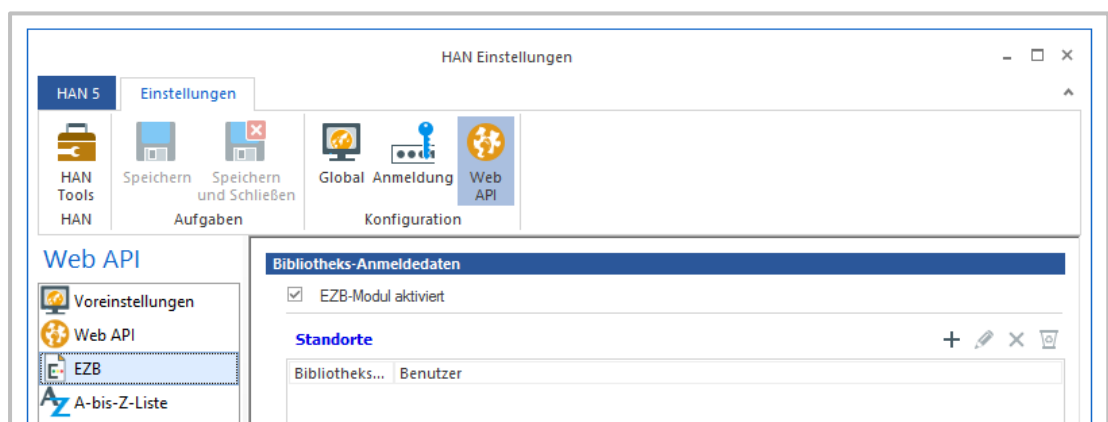 HAN Einstellungen
HAN 5 Einstellungen
HAN Tools
Speichern
Speichern und Schließen
Global
Anmeldung
Web API
HAN
Aufgaben
Konfiguration
Web API
Voreinstellungen
Web API
EZB
A-bis-Z-Liste
Bibliotheks-Anmeldedaten
EZB-Modul aktiviert
Standorte
Bibliotheks... Benutzer